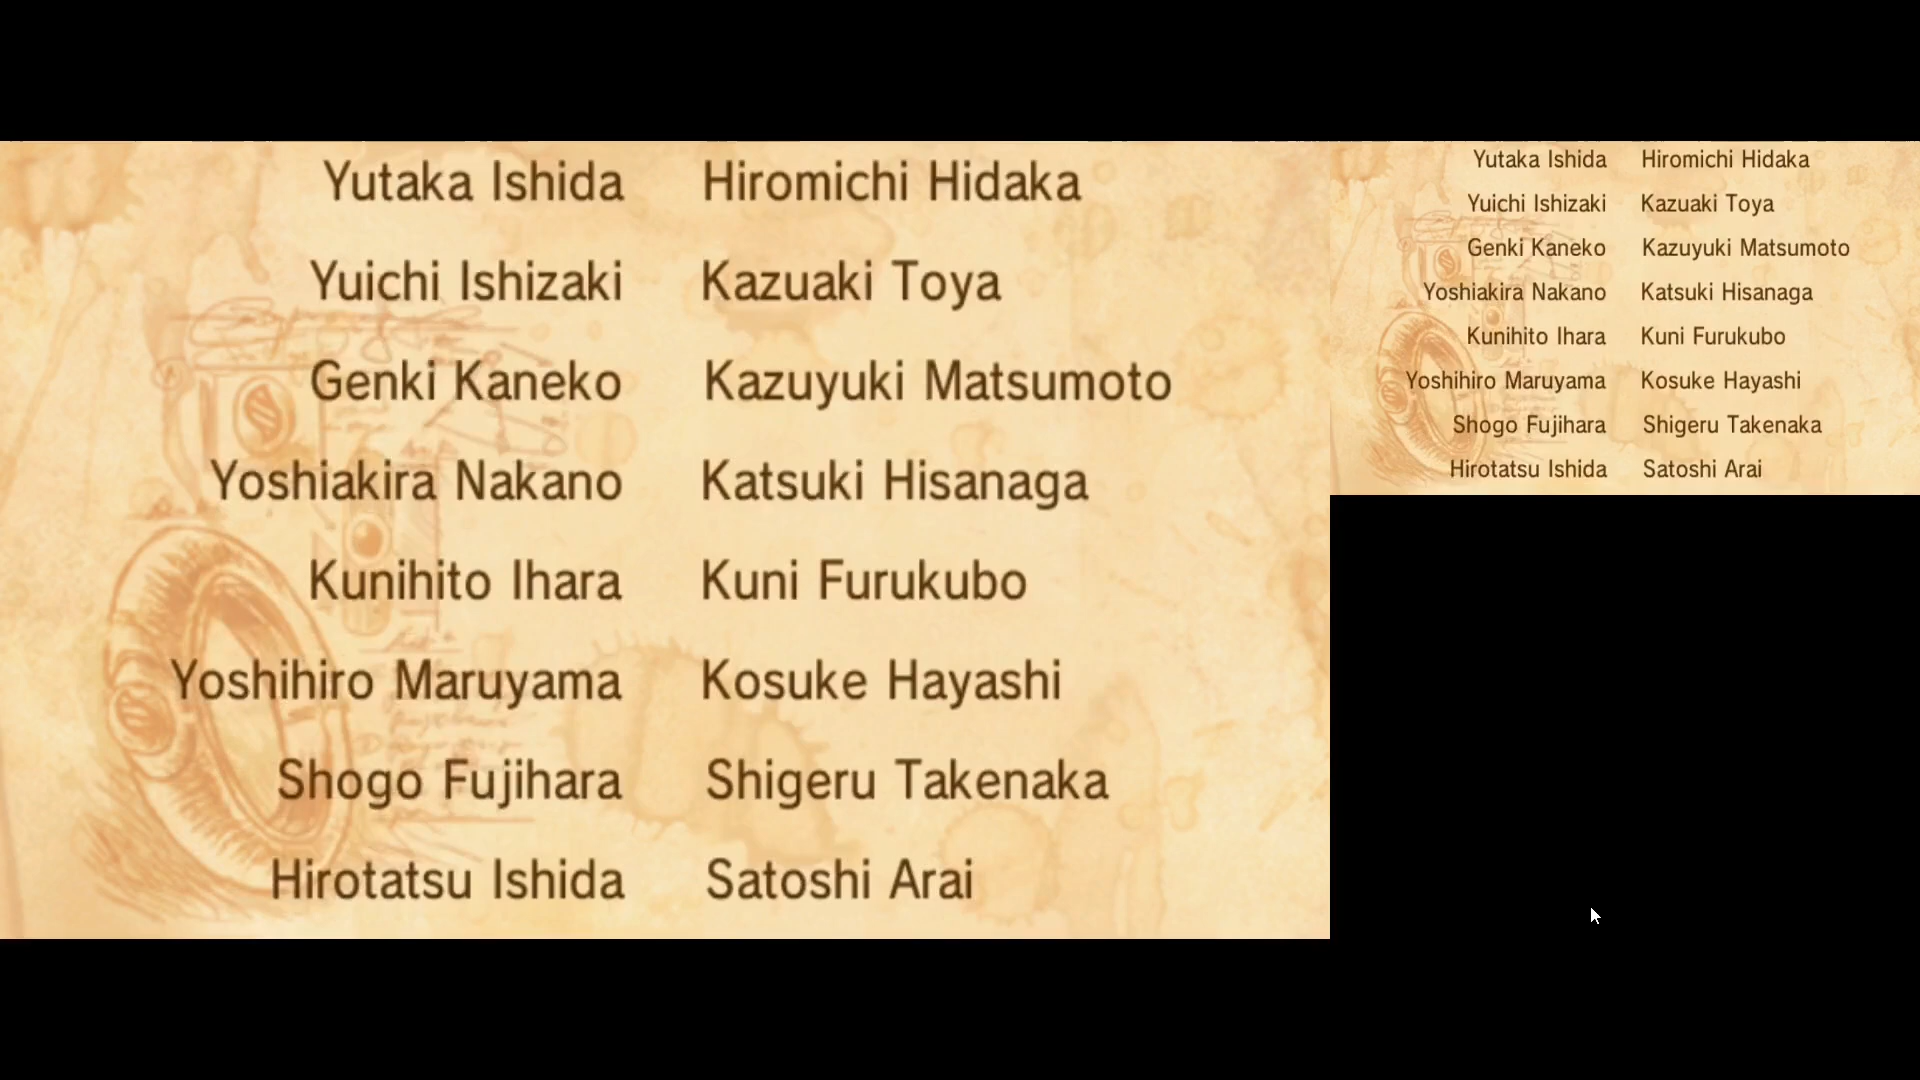 Yutaka Ishida Hiromichi Hidaka
Yuichi Ishizaki Kazuaki Toya
Genki Kaneko Kazuyuki Matsumoto
Yoshiakira Nakano Katsuki Hisanaga
Kunihito Ihara Kuni Furukubo
Yoshihiro Maruyama Kosuke Hayashi
Shogo Fujihara Shigeru Takenaka
Hirotatsu Ishida Satoshi Arai
Yutaka Ishida Hiromichi Hidaka
Yuichi Ishizaki Kazuaki Toya
Genki Kaneko Kazuyuki Matsumoto
Yoshiakira Nakano Katsuki Hisanaga
Kunihito Ihara Kuni Furukubo
Yoshihiro Maruyama Kosuke Hayashi
Shogo Fujihara Shigeru Takenaka
Hirotatsu Ishida Satoshi Arai